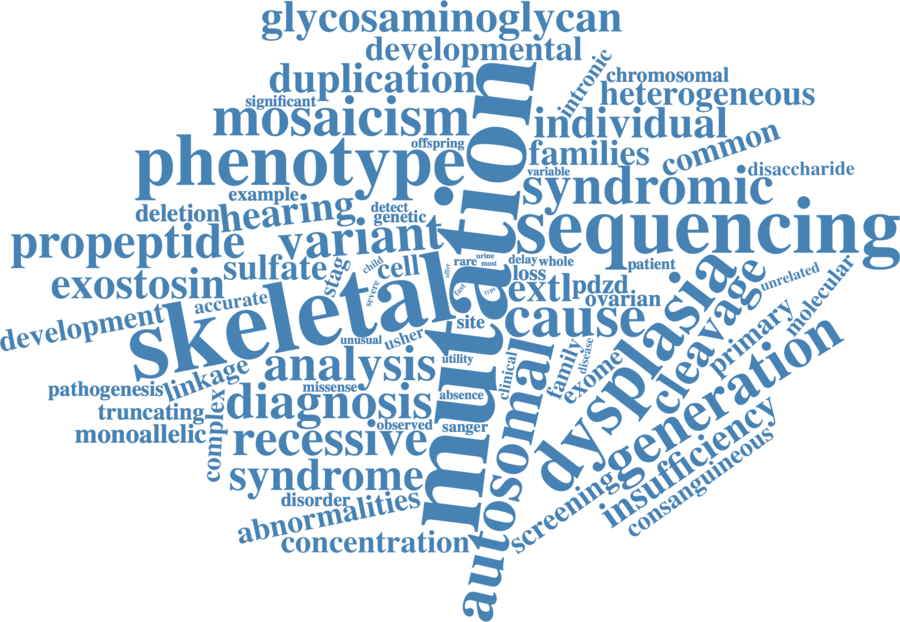 glycosaminoglycan
developmental
duplication
intronic
chromosomal
significant
heterogeneous
mosaicism
mutation
individual
offspring
phenotype
families
common
variable
disaccharide
example
syndromic
deletion
hearing
detect
genetic
sequencing
propeptide
variant
sulfate
stag
child
cell
after
rare
urine
most
delay
whole
patient
exostosin
severe
fast
type
loss
extl
pdzd
ovarian
dysplasia
cleavage
unrelated
molecular
accurate
development
skeletal
unusual
usher
site
cause
primary
analysis
utility
clinical
family
disease
exome
generation
pathogenesis
linkage
missense
absence
truncating
complex
diagnosis
observed
sanger
autosomal
monoallelic
recessive
insufficiency
syndrome
screening
consanguineous
disorder
abnormalities
concentration